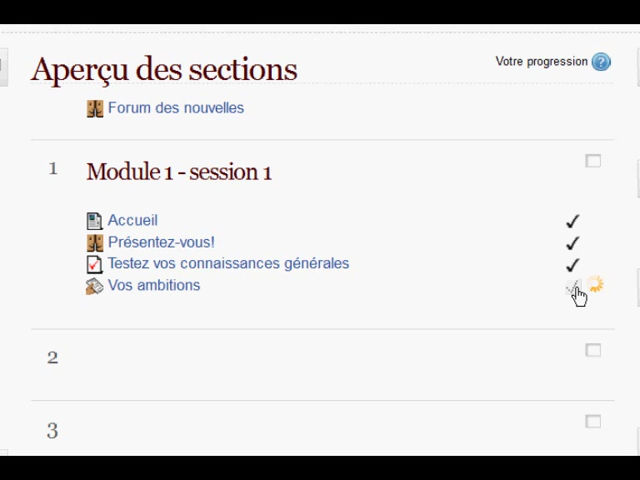 Aperçu des sections
Votre progression
Forum des nouvelles
1
Module 1 - session 1
Accueil
Présentez-vous!
Testez vos connaissances générales
Vos ambitions
2
3